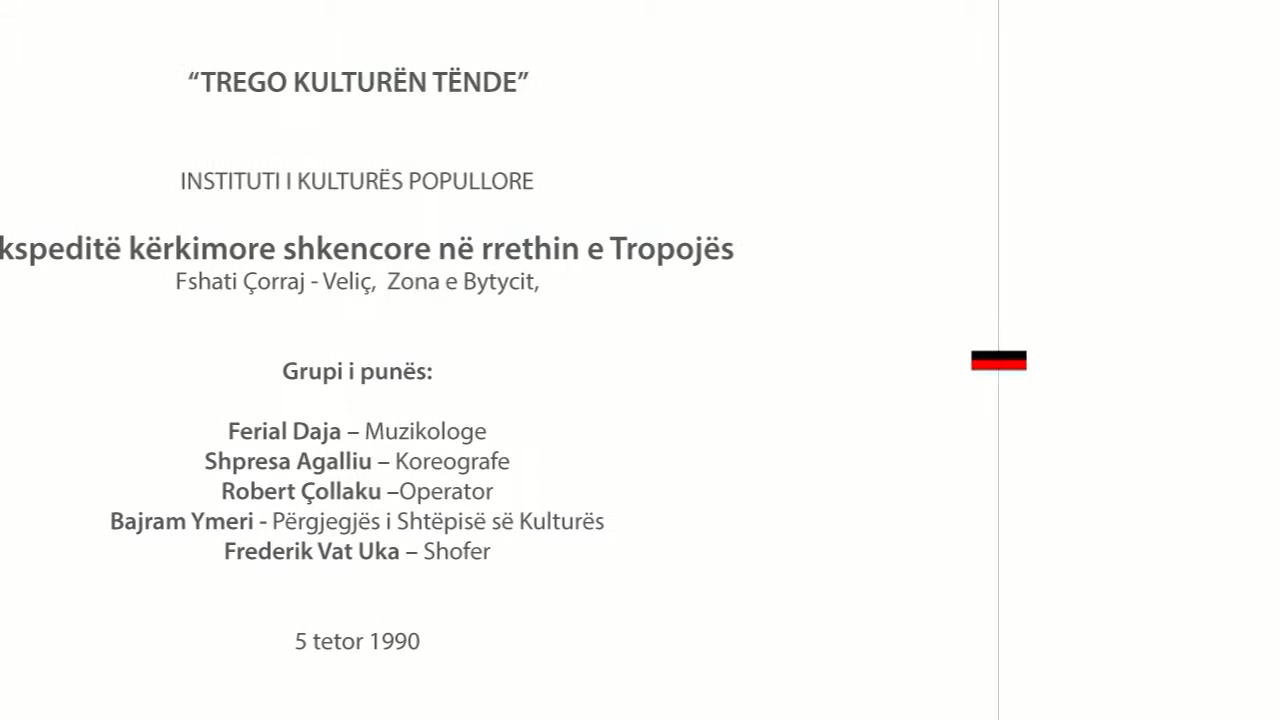 “TREGO KULTURËN TËNDE”
INSTITUTI I KULTURËS POPULLORE
kspeditë kërkimore shkencore në rrethin e Tropojës
Fshati Çorraj - Veliç, Zona e Bytycit,
Grupi i punës:
Ferial Daja – Muzikologe
Shpresa Agalliu – Koreografe
Robert Çollaku –Operator
Bajram Ymeri - Përgjegjës i Shtëpisë së Kulturës
Frederik Vat Uka – Shofer
5 tetor 1990